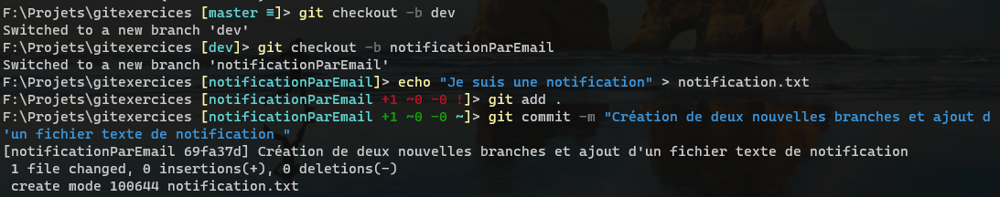 F:\Projets\gitexercices [master ≡]> git checkout -b dev
Switched to a new branch 'dev'
F:\Projets\gitexercices [dev]> git checkout -b notificationParEmail
Switched to a new branch 'notificationParEmail'
F:\Projets\gitexercices [notificationParEmail]> echo "Je suis une notification" > notification.txt
F:\Projets\gitexercices [notificationParEmail +1 ~0 -0 !]> git add .
F:\Projets\gitexercices [notificationParEmail +1 ~0 -0 ~]> git commit -m "Création de deux nouvelles branches et ajout d
'un fichier texte de notification "
[notificationParEmail 69fa37d] Création de deux nouvelles branches et ajout d'un fichier texte de notification
 1 file changed, 0 insertions(+), 0 deletions(-)
 create mode 100644 notification.txt